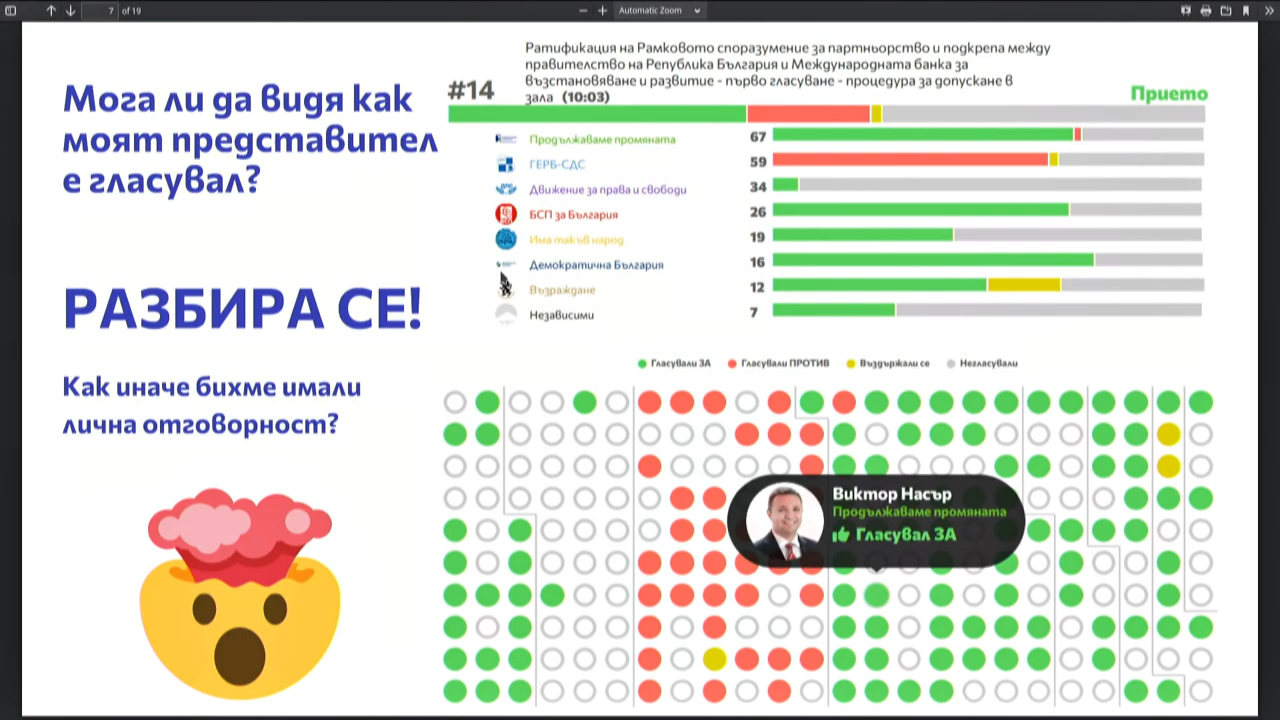 7 of 19
Automatic Zoom
Мога ли да видя как
моят представител
е гласувал?
РАЗБИРА СЕ!
Как иначе бихме имали
лична отговорност?
#14
Ратификация на Рамковото споразумение за партньорство и подкрепа между
правителство на Република България и Международната банка за
възстановяване и развитие - първо гласуване - процедура за допускане в
зала (10:03)
Прието
Продължаваме промяната 67
ГЕРБ-СДС 59
Движение за права и свободи 34
БСП за България 26
Има такъв народ 19
Демократична България 16
Възраждане 12
Независими 7
Гласували ЗА Гласували ПРОТИВ Въздържали се Негласували
Виктор Насър
Продължаваме промяната
Гласувал ЗА